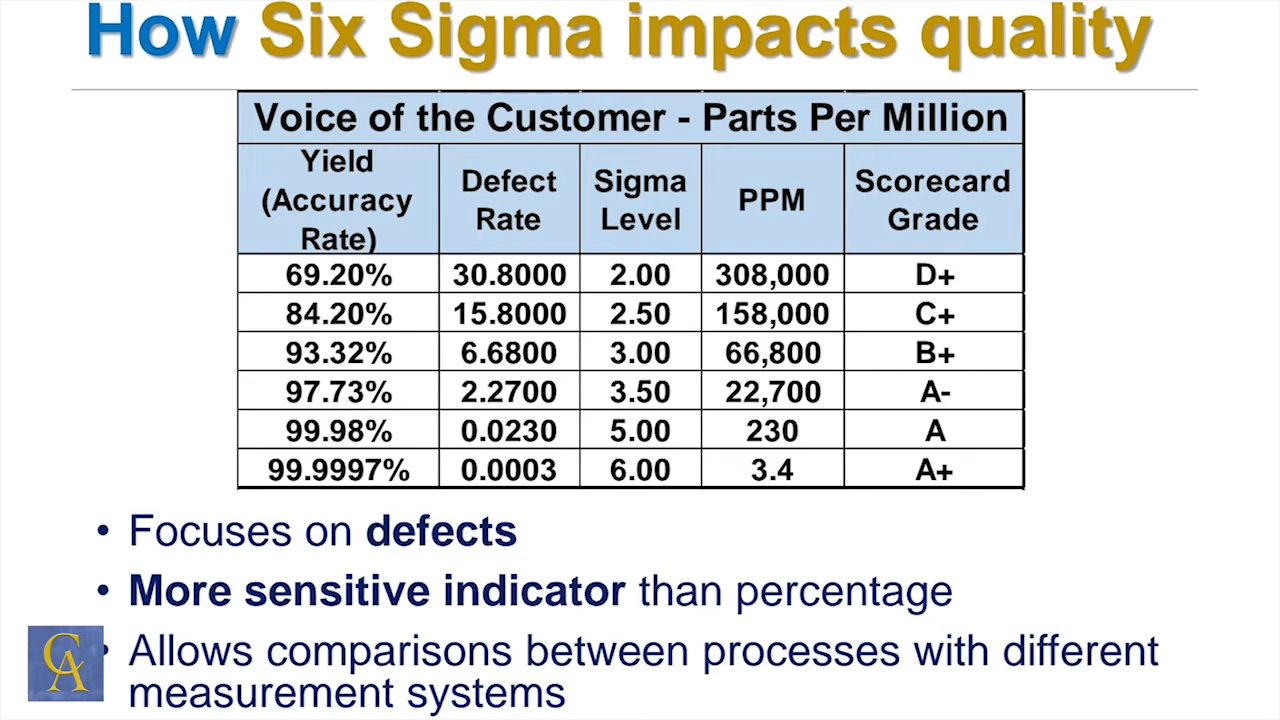 How Six Sigma impacts quality
Voice of the Customer - Parts Per Million
Yield (Accuracy Rate) Defect Rate Sigma Level PPM Scorecard Grade
69.20% 30.8000 2.00 308,000 D+
84.20% 15.8000 2.50 158,000 C+
93.32% 6.6800 3.00 66,800 B+
97.73% 2.2700 3.50 22,700 A-
99.98% 0.0230 5.00 230 A
99.9997% 0.0003 6.00 3.4 A+
• Focuses on defects
• More sensitive indicator than percentage
• Allows comparisons between processes with different
measurement systems
CA